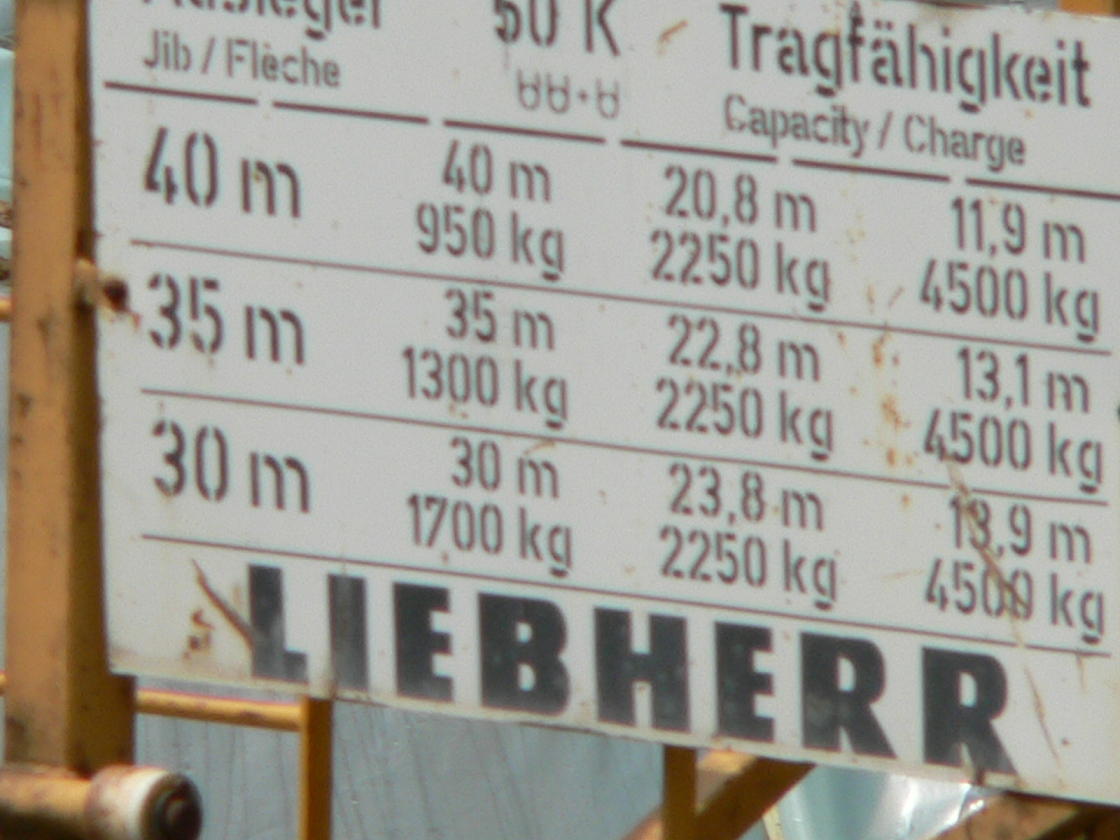 Ausleger 50 K Tragfähigkeit
Jib / Flèche Capacity / Charge
40 m 40 m 20,8 m 11,9 m
950 kg 2250 kg 4500 kg
35 m 35 m 22,8 m 13,1 m
1300 kg 2250 kg 4500 kg
30 m 30 m 23,8 m 13,9 m
1700 kg 2250 kg 4500 kg
LIEBHERR